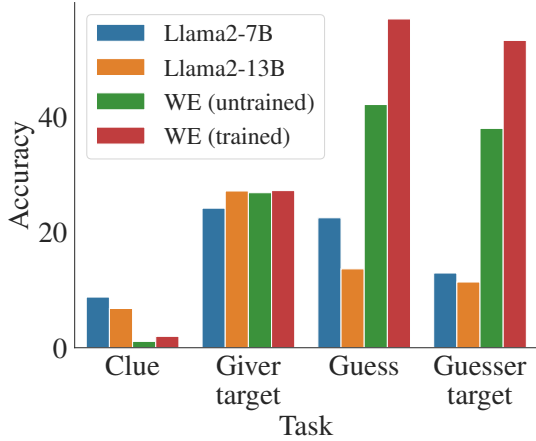 Llama2-7B
Llama2-13B
WE (untrained)
WE (trained)
Accuracy
40
20
0
Clue
Giver
target
Guess
Guesser
target
Task